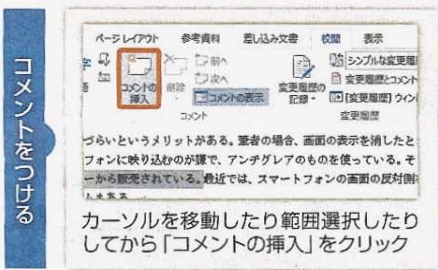 コメントをつける
ページレイアウト 参考資料 差し込み文書 校閲 表示
コメントの挿入
削除
前へ
次へ
コメントの表示
コメント
変更履歴の記録
シンプルな変更履
変更履歴とコメント
[変更履歴] ウィン
変更履歴
づらいというメリットがある。筆者の場合、画面の表示を消したと
フォンに映り込むのが嫌で、アンチグレアのものを使っている。そ
ーから販売されている。最近では、スマートフォンの画面の反対側
カーソルを移動したり範囲選択したり
してから「コメントの挿入」をクリック